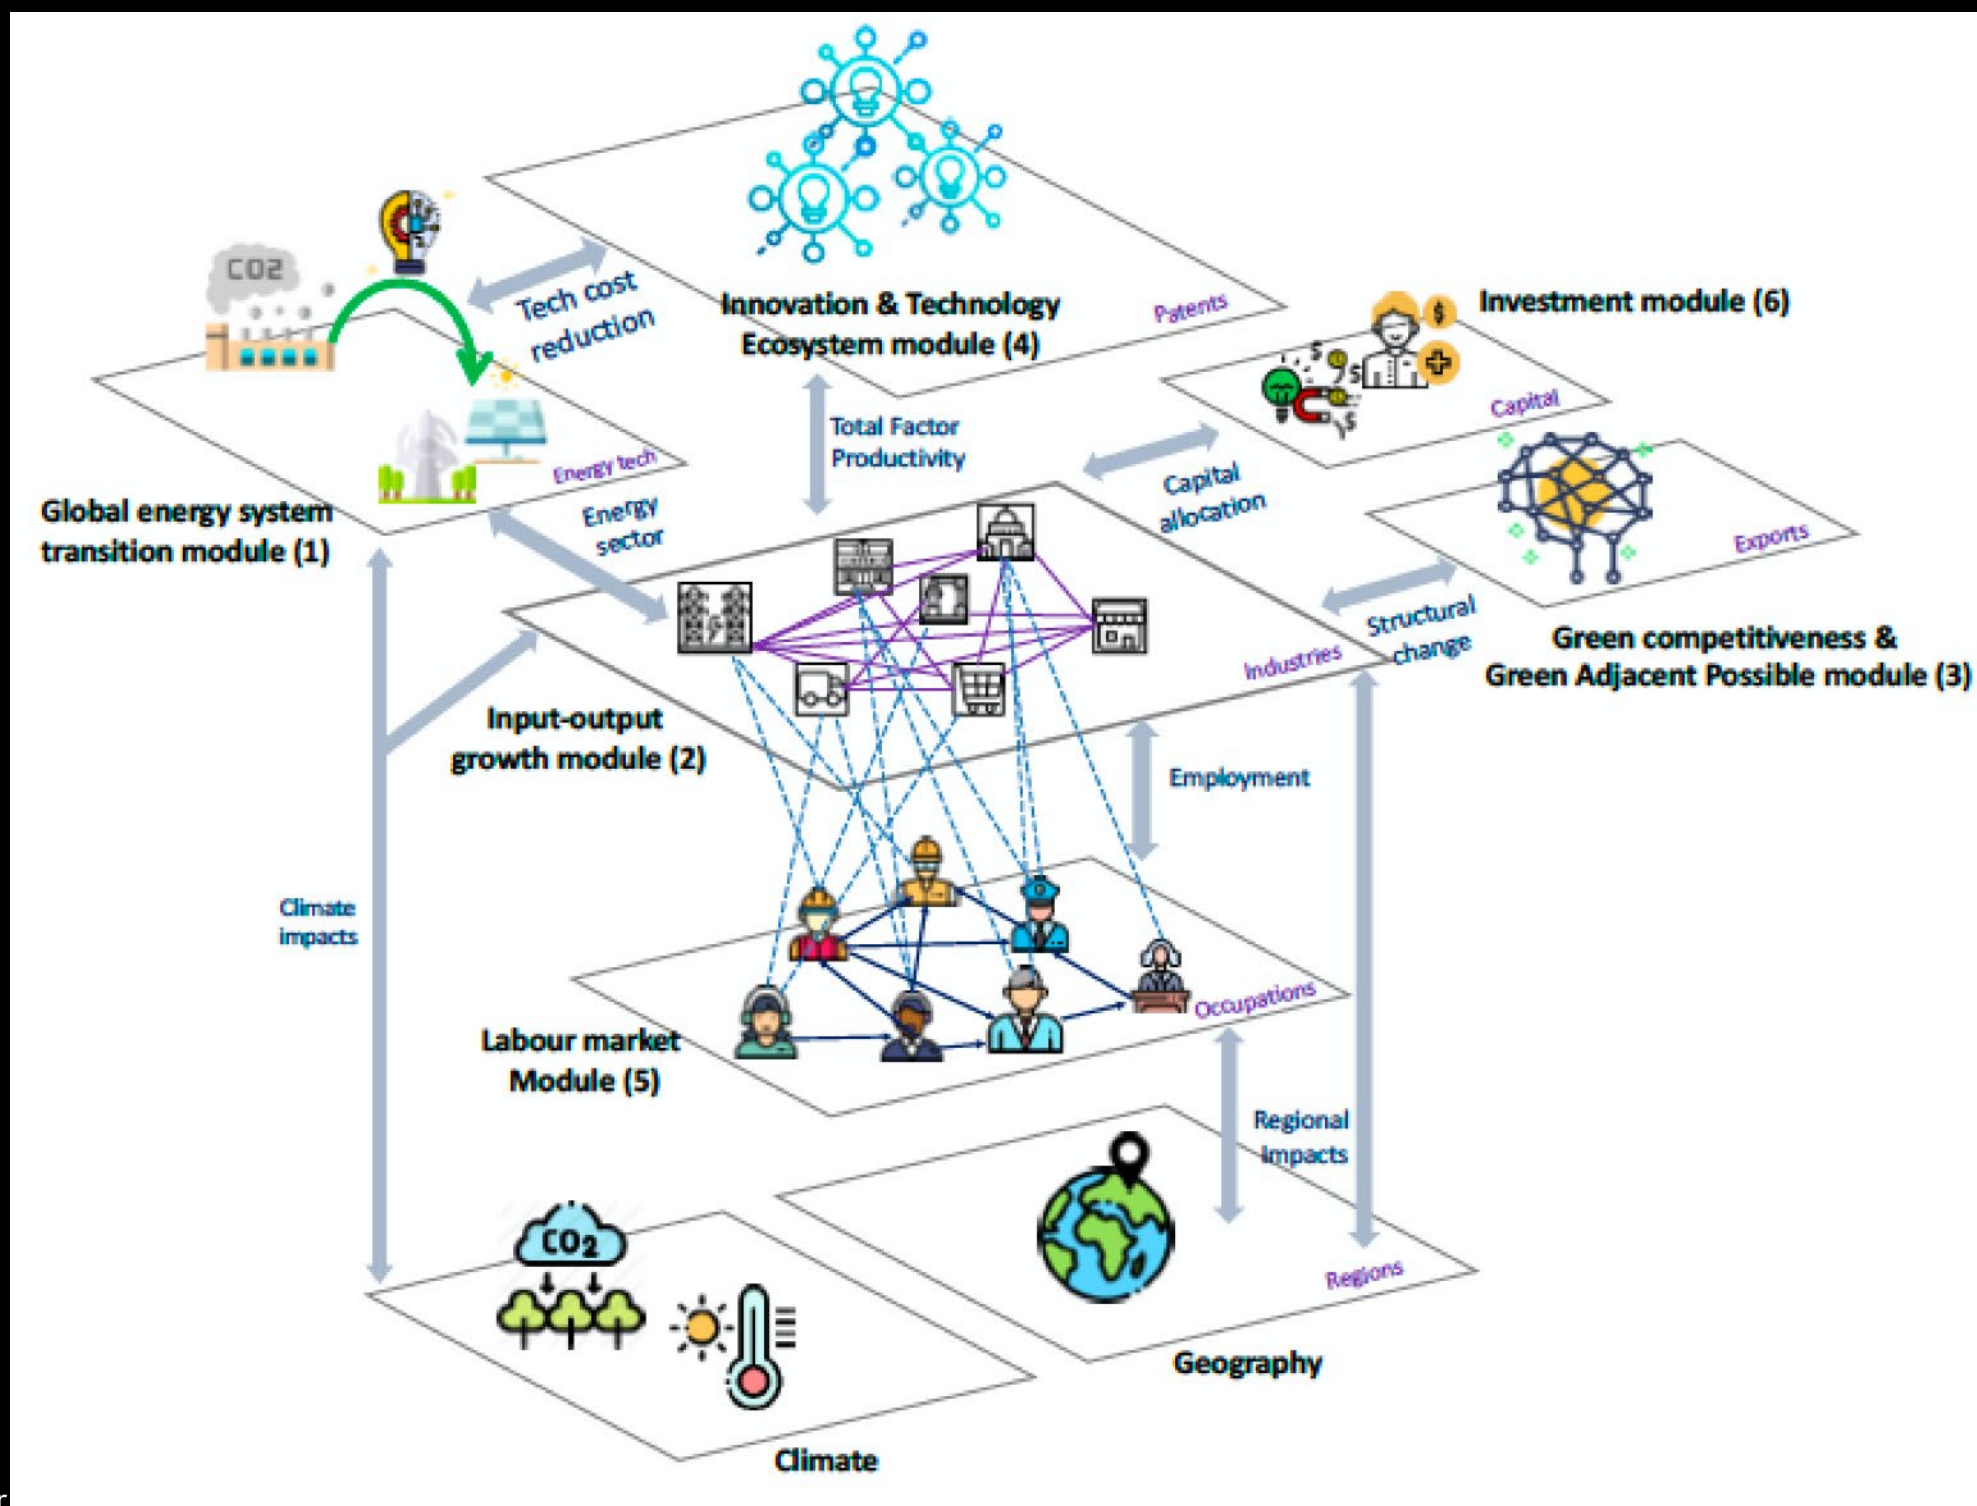 CO2
Tech cost
reduction
Innovation & Technology
Ecosystem module (4)
Patents
Investment module (6)
$
$
$
$
Capital
Energy tech
Global energy system
transition module (1)
Energy
sector
Total Factor
Productivity
Capital
allocation
Exports
Structural
change
Green competitiveness &
Green Adjacent Possible module (3)
Industries
Input-output
growth module (2)
Employment
Climate
impacts
Occupations
Labour market
Module (5)
Regional
Impacts
CO2
Regions
Geography
Climate
r